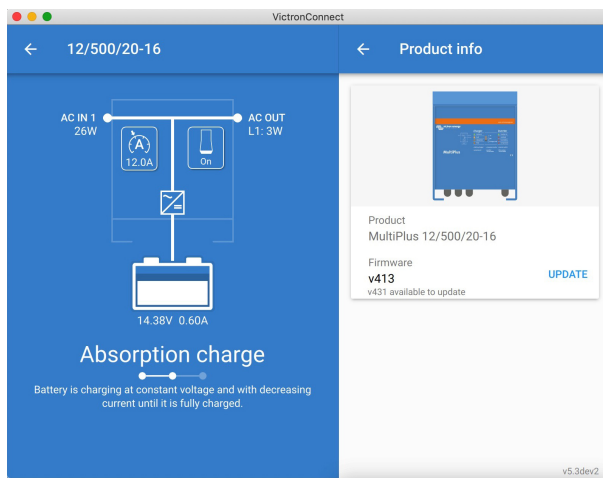 VictronConnect
12/500/20-16
AC IN 1
26W
AC OUT
L1: 3W
12.0A
On
A
14.38V 0.60A
Absorption charge
Battery is charging at constant voltage and with decreasing
current until it is fully charged.
Product info
MultiPlus
Product
MultiPlus 12/500/20-16
Firmware
v413
UPDATE
v431 available to update
v5.3dev2